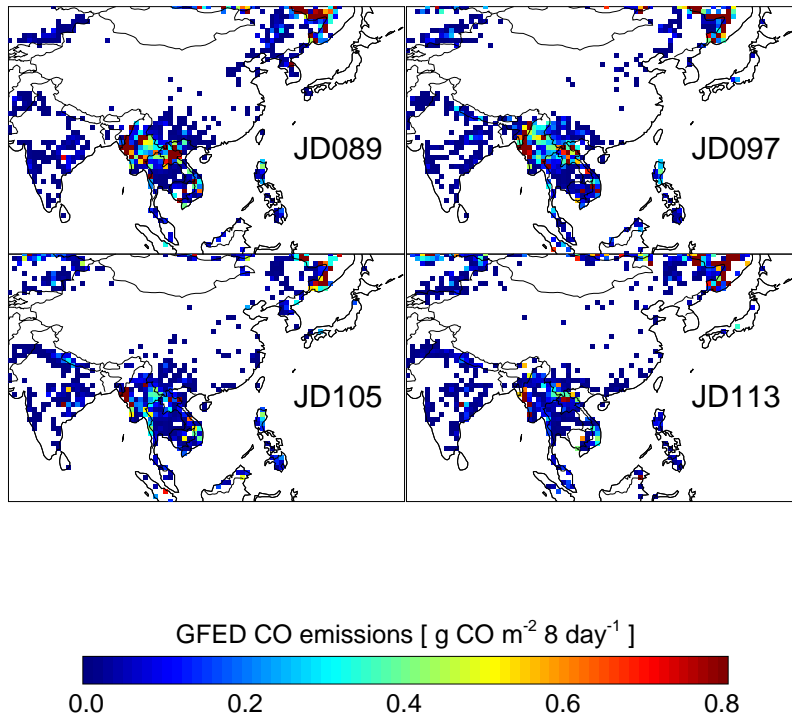 JD089
JD097
JD105
JD113
GFED CO emissions [ g CO m⁻² 8 day⁻¹ ]
0.0 0.2 0.4 0.6 0.8